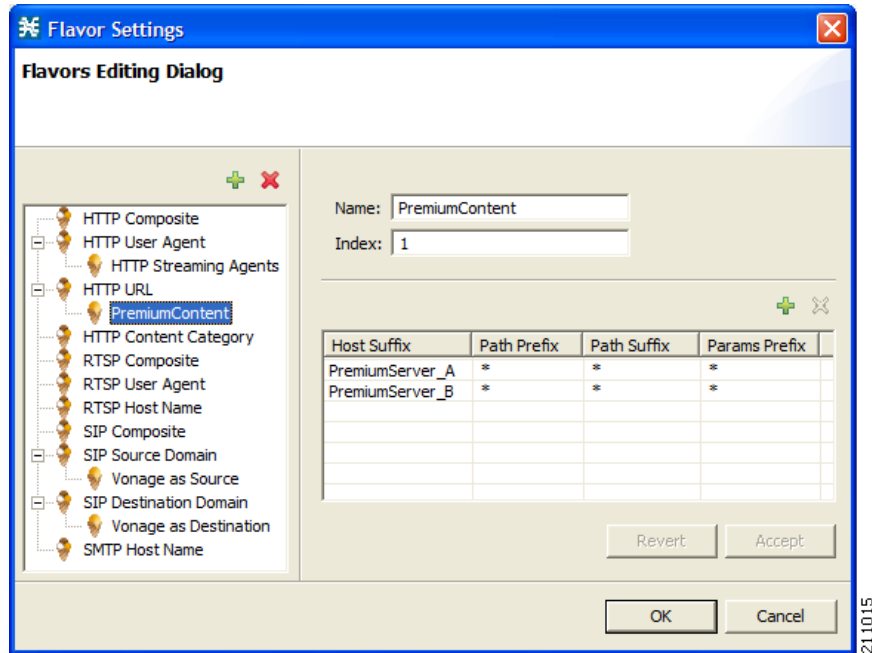 Flavor Settings
Flavors Editing Dialog
HTTP Composite
HTTP User Agent
HTTP Streaming Agents
HTTP URL
PremiumContent
HTTP Content Category
RTSP Composite
RTSP User Agent
RTSP Host Name
SIP Composite
SIP Source Domain
Vonage as Source
SIP Destination Domain
Vonage as Destination
SMTP Host Name
Name: PremiumContent
Index: 1
Host Suffix Path Prefix Path Suffix Params Prefix
PremiumServer_A * * *
PremiumServer_B * * *
Revert Accept
OK Cancel
211015